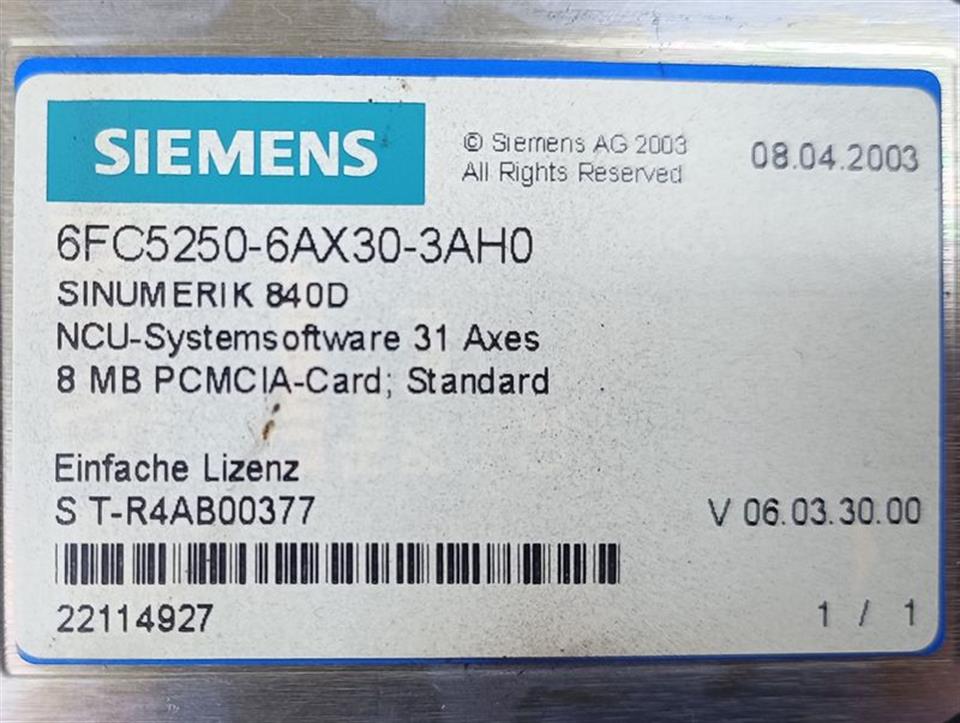 SIEMENS
© Siemens AG 2003
All Rights Reserved
08.04.2003
6FC5250-6AX30-3AH0
SINUMERIK 840D
NCU-Systemsoftware 31 Axes
8 MB PCMCIA-Card; Standard
Einfache Lizenz
S T-R4AB00377
V 06.03.30.00
22114927
1 / 1